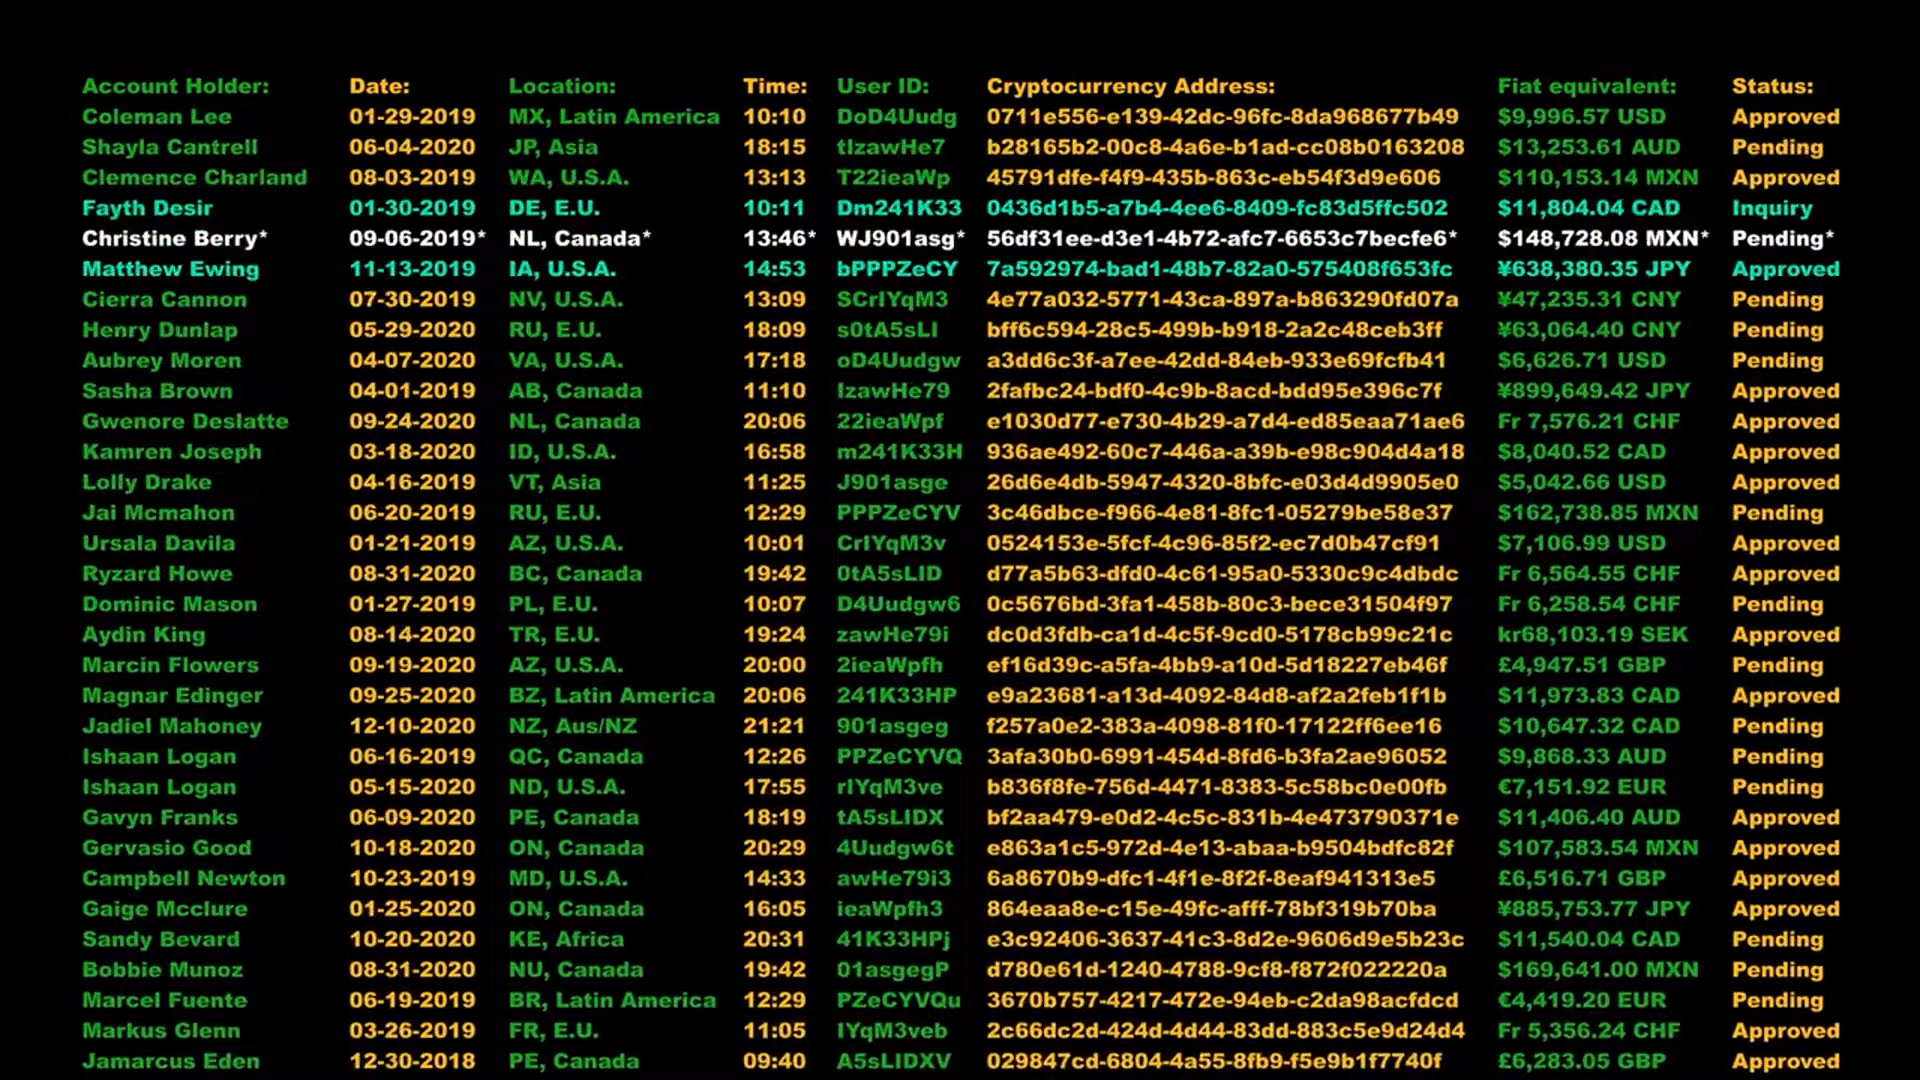 Account Holder: Date: Location: Time: User ID: Cryptocurrency Address: Fiat equivalent: Status:
Coleman Lee 01-29-2019 MX, Latin America 10:10 DoD4Uudg 0711e556-e139-42dc-96fc-8da968677b49 $9,996.57 USD Approved
Shayla Cantrell 06-04-2020 JP, Asia 18:15 tIzawHe7 b28165b2-00c8-4a6e-b1ad-cc08b0163208 $13,253.61 AUD Pending
Clemence Charland 08-03-2019 WA, U.S.A. 13:13 T22ieaWp 45791dfe-f4f9-435b-863c-eb54f3d9e606 $110,153.14 MXN Approved
Fayth Desir 01-30-2019 DE, E.U. 10:11 Dm241K33 0436d1b5-a7b4-4ee6-8409-fc83d5ffc502 $11,804.04 CAD Inquiry
Christine Berry* 09-06-2019* NL, Canada* 13:46* WJ901asg* 56df31ee-d3e1-4b72-afc7-6653c7becfe6* $148,728.08 MXN* Pending*
Matthew Ewing 11-13-2019 IA, U.S.A. 14:53 bPPPZeCY 7a592974-bad1-48b7-82a0-575408f653fc ¥638,380.35 JPY Approved
Cierra Cannon 07-30-2019 NV, U.S.A. 13:09 SCrIYqM3 4e77a032-5771-43ca-897a-b863290fd07a ¥47,235.31 CNY Pending
Henry Dunlap 05-29-2020 RU, E.U. 18:09 s0tA5sLI bff6c594-28c5-499b-b918-2a2c48ceb3ff ¥63,064.40 CNY Pending
Aubrey Moren 04-07-2020 VA, U.S.A. 17:18 oD4Uudgw a3dd6c3f-a7ee-42dd-84eb-933e69fcfb41 $6,626.71 USD Pending
Sasha Brown 04-01-2019 AB, Canada 11:10 IzawHe79 2fafbc24-bdf0-4c9b-8acd-bdd95e396c7f ¥899,649.42 JPY Approved
Gwenore Deslatte 09-24-2020 NL, Canada 20:06 22ieaWpf e1030d77-e730-4b29-a7d4-ed85eaa71ae6 Fr 7,576.21 CHF Approved
Kamren Joseph 03-18-2020 ID, U.S.A. 16:58 m241K33H 936ae492-60c7-446a-a39b-e98c904d4a18 $8,040.52 CAD Approved
Lolly Drake 04-16-2019 VT, Asia 11:25 J901asge 26d6e4db-5947-4320-8bfc-e03d4d9905e0 $5,042.66 USD Approved
Jai Mcmahon 06-20-2019 RU, E.U. 12:29 PPPZeCYV 3c46dbce-f966-4e81-8fc1-05279be58e37 $162,738.85 MXN Pending
Ursala Davila 01-21-2019 AZ, U.S.A. 10:01 CrIYqM3v 0524153e-5fcf-4c96-85f2-ec7d0b47cf91 $7,106.99 USD Approved
Ryzard Howe 08-31-2020 BC, Canada 19:42 0tA5sLID d77a5b63-dfd0-4c61-95a0-5330c9c4dbdc Fr 6,564.55 CHF Approved
Dominic Mason 01-27-2019 PL, E.U. 10:07 D4Uudgw6 0c5676bd-3fa1-458b-80c3-bece31504f97 Fr 6,258.54 CHF Pending
Aydin King 08-14-2020 TR, E.U. 19:24 zawHe79i dc0d3fdb-ca1d-4c5f-9cd0-5178cb99c21c kr68,103.19 SEK Approved
Marcin Flowers 09-19-2020 AZ, U.S.A. 20:00 2ieaWpfh ef16d39c-a5fa-4bb9-a10d-5d18227eb46f £4,947.51 GBP Pending
Magnar Edinger 09-25-2020 BZ, Latin America 20:06 241K33HP e9a23681-a13d-4092-84d8-af2a2feb1f1b $11,973.83 CAD Approved
Jadiel Mahoney 12-10-2020 NZ, Aus/NZ 21:21 901asgeg f257a0e2-383a-4098-81f0-17122ff6ee16 $10,647.32 CAD Pending
Ishaan Logan 06-16-2019 QC, Canada 12:26 PPZeCYVQ 3afa30b0-6991-454d-8fd6-b3fa2ae96052 $9,868.33 AUD Pending
Ishaan Logan 05-15-2020 ND, U.S.A. 17:55 rIYqM3ve b836f8fe-756d-4471-8383-5c58bc0e00fb €7,151.92 EUR Pending
Gavyn Franks 06-09-2020 PE, Canada 18:19 tA5sLIDX bf2aa479-e0d2-4c5c-831b-4e473790371e $11,406.40 AUD Approved
Gervasio Good 10-18-2020 ON, Canada 20:29 4Uudgw6t e863a1c5-972d-4e13-abaa-b9504bdfc82f $107,583.54 MXN Approved
Campbell Newton 10-23-2019 MD, U.S.A. 14:33 awHe79i3 6a8670b9-dfc1-4f1e-8f2f-8eaf941313e5 £6,516.71 GBP Approved
Gaige Mcclure 01-25-2020 ON, Canada 16:05 ieaWpfh3 864eaa8e-c15e-49fc-afff-78bf319b70ba ¥885,753.77 JPY Approved
Sandy Bevard 10-20-2020 KE, Africa 20:31 41K33HPj e3c92406-3637-41c3-8d2e-9606d9e5b23c $11,540.04 CAD Pending
Bobbie Munoz 08-31-2020 NU, Canada 19:42 01asgegP d780e61d-1240-4788-9cf8-f872f022220a $169,641.00 MXN Pending
Marcel Fuente 06-19-2019 BR, Latin America 12:29 PZeCYVQu 3670b757-4217-472e-94eb-c2da98acfdcd €4,419.20 EUR Pending
Markus Glenn 03-26-2019 FR, E.U. 11:05 IYqM3veb 2c66dc2d-424d-4d44-83dd-883c5e9d24d4 Fr 5,356.24 CHF Approved
Jamarcus Eden 12-30-2018 PE, Canada 09:40 A5sLIDXV 029847cd-6804-4a55-8fb9-f5e9b1f7740f £6,283.05 GBP Approved